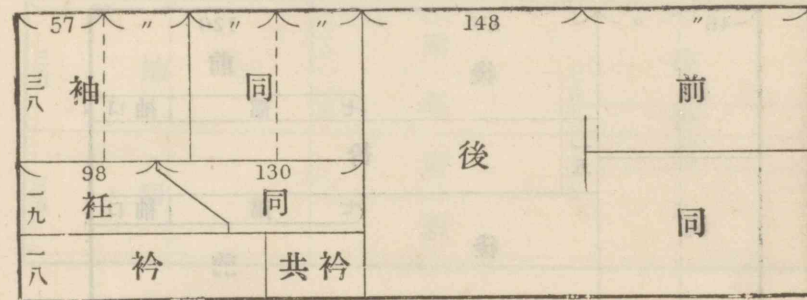 57 〃 〃 〃 148 〃
三八 袖 同 後 前
98 130
一九 衽 同 同
一八 衿 共衿